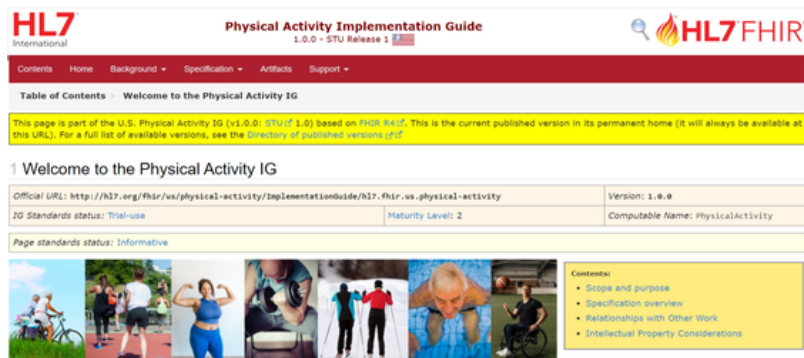 HL7
International
Physical Activity Implementation Guide
1.0.0 - STU Release 1
HL7 FHIR
Contents Home Background Specification Artifacts Support
Table of Contents > Welcome to the Physical Activity IG
This page is part of the U.S. Physical Activity IG (v1.0.0: STU 1.0) based on FHIR R4. This is the current published version in its permanent home (it will always be available at
this URL). For a full list of available versions, see the Directory of published versions
1 Welcome to the Physical Activity IG
Official URL: http://hl7.org/fhir/us/physical-activity/ImplementationGuide/hl7.fhir.us.physical-activity Version: 1.0.0
IG Standards status: Trial-use Maturity Level: 2 Computable Name: PhysicalActivity
Page standards status: Informative
Contents:
• Scope and purpose
• Specification overview
• Relationships with Other Work
• Intellectual Property Considerations